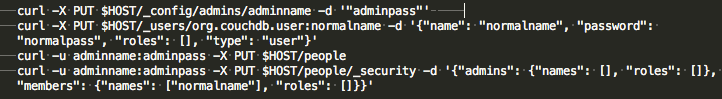 curl -X PUT $HOST/_config/admins/adminname -d '"adminpass"'
curl -X PUT $HOST/_users/org.couchdb.user:normalname -d '{"name": "normalname", "password":
"normalpass", "roles": [], "type": "user"}'
curl -u adminname:adminpass -X PUT $HOST/people
curl -u adminname:adminpass -X PUT $HOST/people/_security -d '{"admins": {"names": [], "roles": []},
"members": {"names": ["normalname"], "roles": []}}'